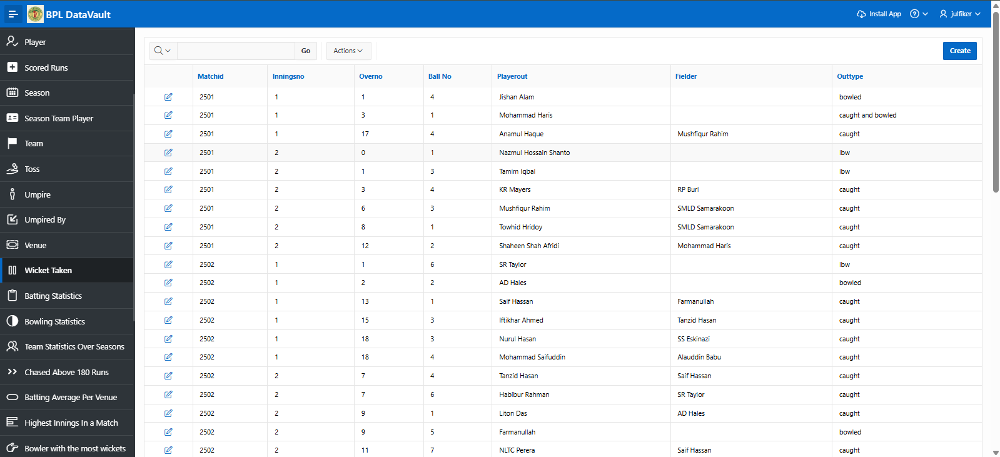 BPL DataVault
Install App
julfiker
Player
Scored Runs
Season
Season Team Player
Team
Toss
Umpire
Umpired By
Venue
Wicket Taken
Batting Statistics
Bowling Statistics
Team Statistics Over Seasons
Chased Above 180 Runs
Batting Average Per Venue
Highest Innings In a Match
Bowler with the most wickets
Go
Actions
Create
Matchid Inningsno Overno Ball No Playerout Fielder Outtype
2501 1 1 4 Jishan Alam bowled
2501 1 3 1 Mohammad Haris caught and bowled
2501 1 17 4 Anamul Haque Mushfiqur Rahim caught
2501 2 0 1 Nazmul Hossain Shanto lbw
2501 2 1 3 Tamim Iqbal lbw
2501 2 3 4 KR Mayers RP Burl caught
2501 2 6 3 Mushfiqur Rahim SMLD Samarakoon caught
2501 2 8 1 Towhid Hridoy SMLD Samarakoon caught
2501 2 12 2 Shaheen Shah Afridi Mohammad Haris caught
2502 1 1 6 SR Taylor lbw
2502 1 2 2 AD Hales bowled
2502 1 13 1 Saif Hassan Farmanullah caught
2502 1 15 3 Iftikhar Ahmed Tanzid Hasan caught
2502 1 18 3 Nurul Hasan SS Eskinazi caught
2502 1 18 4 Mohammad Saifuddin Alauddin Babu caught
2502 2 7 4 Tanzid Hasan Saif Hassan caught
2502 2 7 6 Habibur Rahman SR Taylor caught
2502 2 9 1 Liton Das AD Hales caught
2502 2 9 5 Farmanullah bowled
2502 2 11 7 NLTC Perera Saif Hassan caught